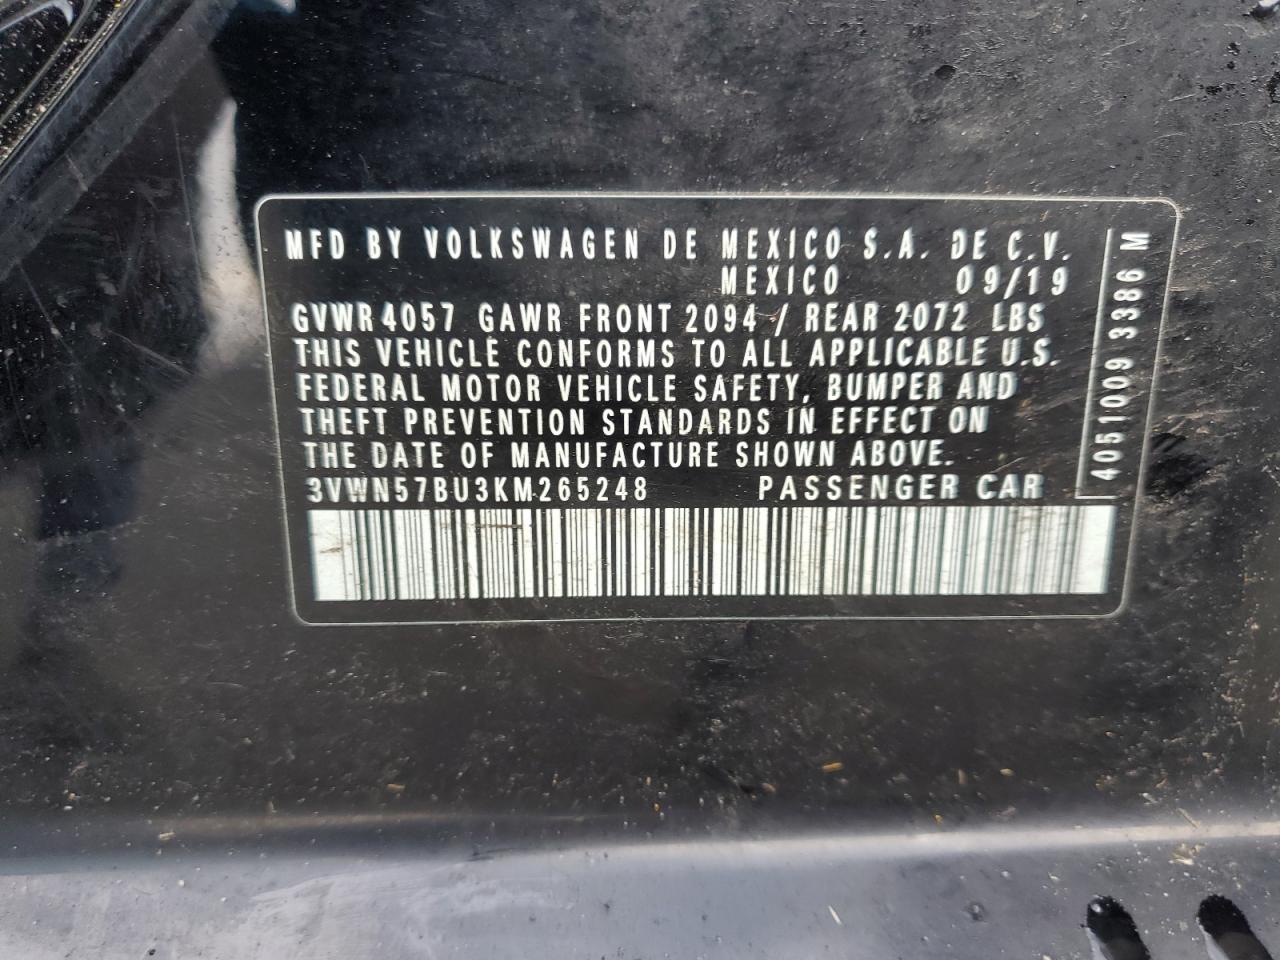 MFD BY VOLKSWAGEN DE MEXICO S.A. DE C.V.
MEXICO 09/19
GVWR 4057 GAWR FRONT 2094 / REAR 2072 LBS
THIS VEHICLE CONFORMS TO ALL APPLICABLE U.S.
FEDERAL MOTOR VEHICLE SAFETY, BUMPER AND
THEFT PREVENTION STANDARDS IN EFFECT ON
THE DATE OF MANUFACTURE SHOWN ABOVE.
3VWN57BU3KM265248 PASSENGER CAR
4051009 3386 M